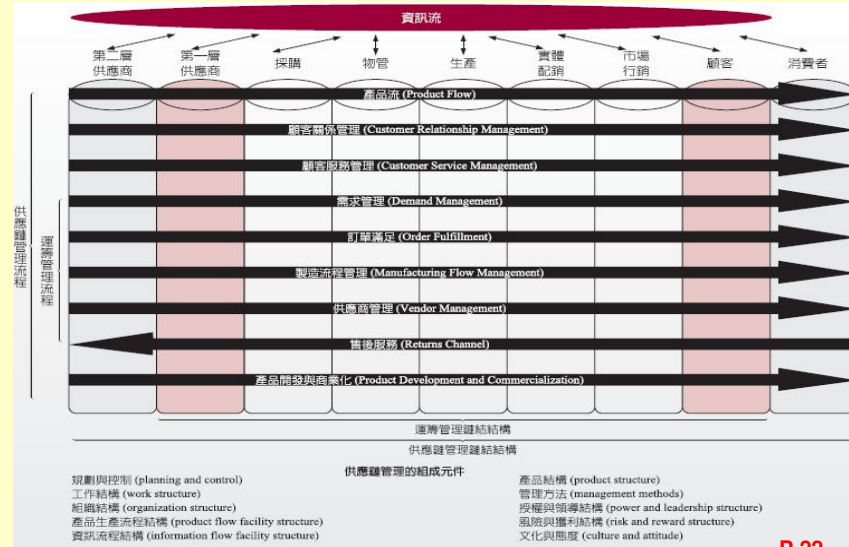 資訊流
第二層供應商
第一層供應商
採購
物管
生產
實體配銷
市場行銷
顧客
消費者
產品流 (Product Flow)
顧客關係管理 (Customer Relationship Management)
顧客服務管理 (Customer Service Management)
需求管理 (Demand Management)
訂單滿足 (Order Fulfillment)
製造流程管理 (Manufacturing Flow Management)
供應商管理 (Vendor Management)
售後服務 (Returns Channel)
產品開發與商業化 (Product Development and Commercialization)
供應鏈管理流程
運籌管理流程
運籌管理鏈結結構
供應鏈管理鏈結結構
供應鏈管理的組成元件
規劃與控制 (planning and control)
工作結構 (work structure)
組織結構 (organization structure)
產品生產流程結構 (product flow facility structure)
資訊流程結構 (information flow facility structure)
產品結構 (product structure)
管理方法 (management methods)
授權與領導結構 (power and leadership structure)
風險與獲利結構 (risk and reward structure)
文化與態度 (culture and attitude)